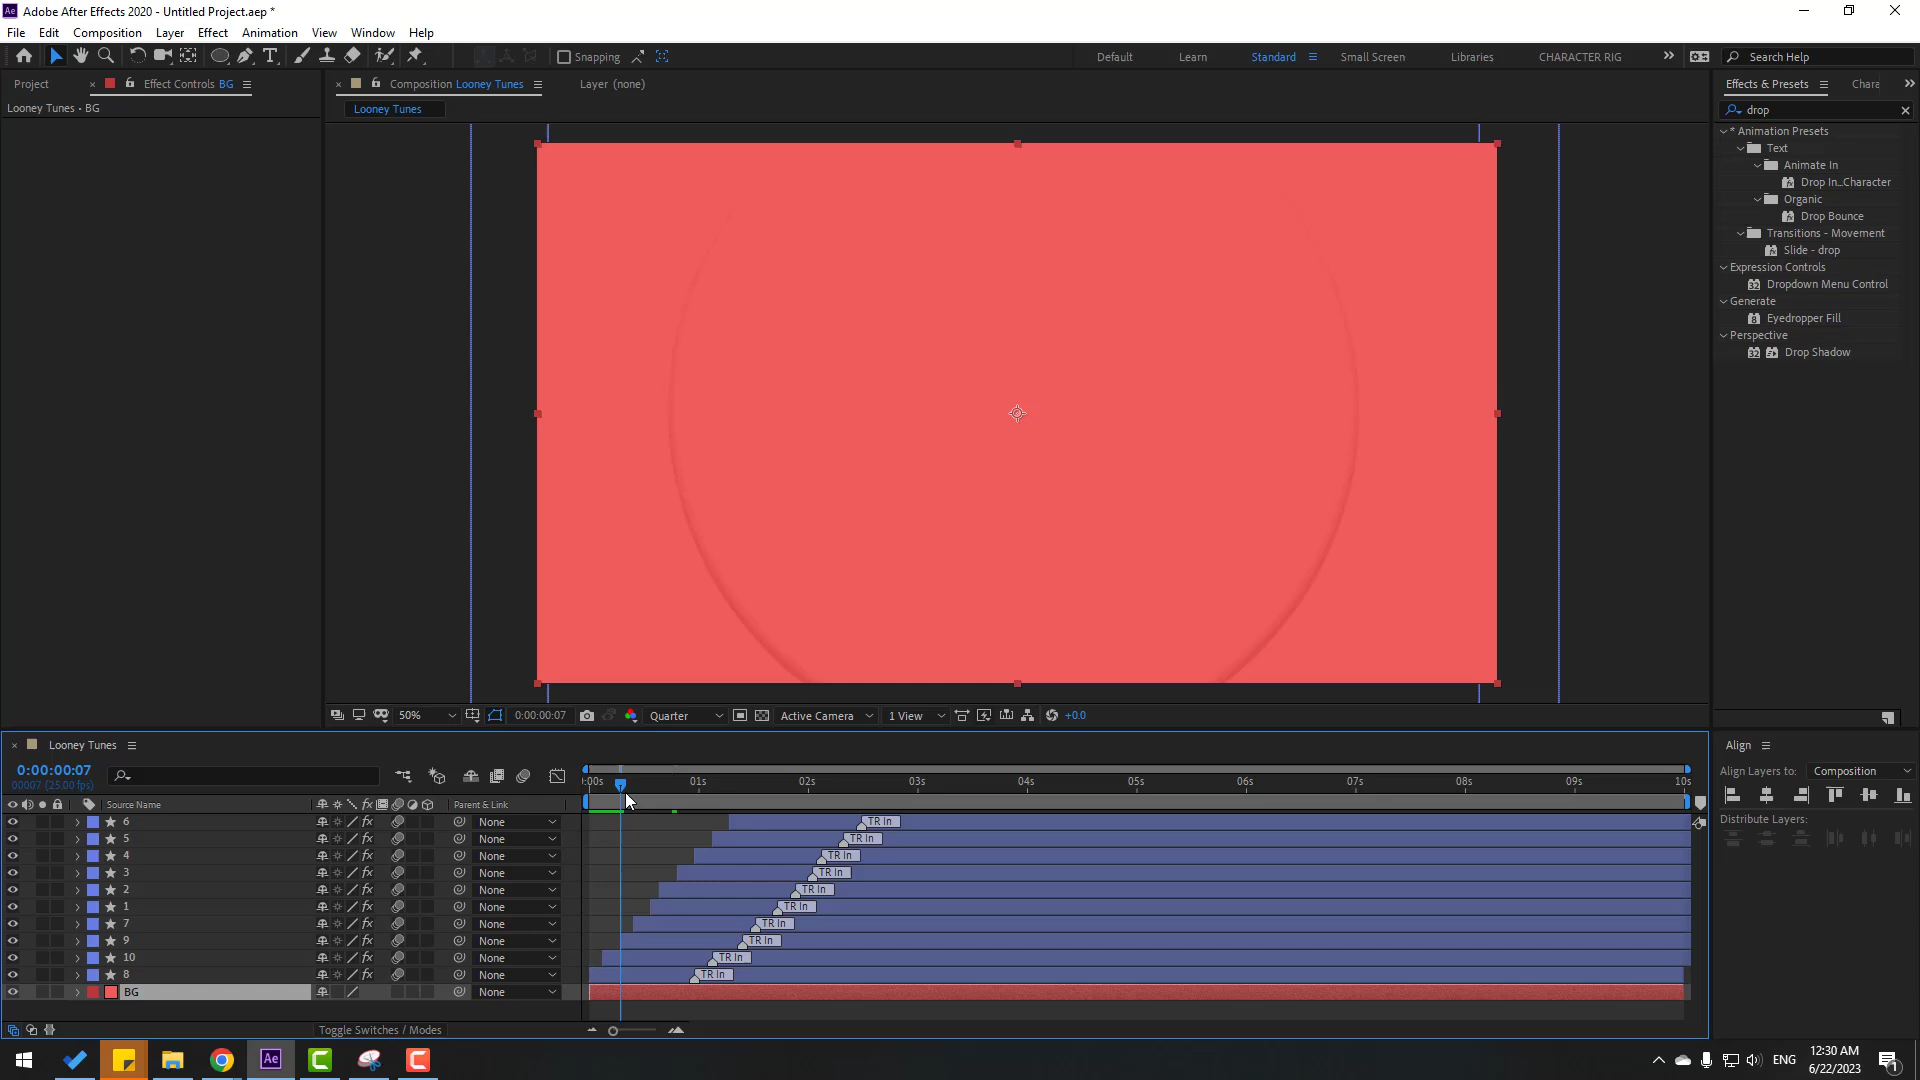 Adobe After Effects 2020 - Untitled Project.aep *
File Edit Composition Layer Effect Animation View Window Help
Snapping
Default Learn Standard Small Screen Libraries CHARACTER RIG Search Help
Project Effect Controls BG
Composition Looney Tunes Layer (none)
Effects & Presets Chara
Looney Tunes • BG
Looney Tunes
drop
* Animation Presets
Text
Animate In
Drop In...Character
Organic
Drop Bounce
Transitions - Movement
Slide - drop
Expression Controls
Dropdown Menu Control
Generate
Eyedropper Fill
Perspective
Drop Shadow
50% 0:00:00:07 Quarter Active Camera 1 View +0.0
Looney Tunes
0:00:00:07
00007 (25.00 fps)
:00s 01s 02s 03s 04s 05s 06s 07s 08s 09s 10s
Source Name Parent & Link
6 None TR In
5 None TR In
4 None TR In
3 None TR In
2 None TR In
1 None TR In
7 None TR In
9 None TR In
10 None TR In
8 None TR In
BG None
Toggle Switches / Modes
Align
Align Layers to: Composition
Distribute Layers:
ENG
12:30 AM
6/22/2023
1